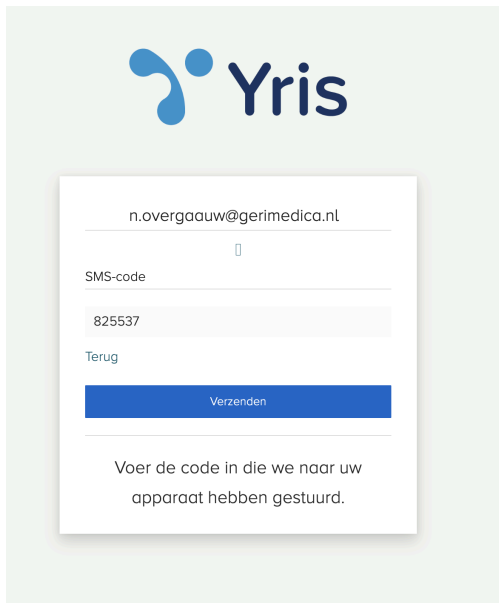 Yris
n.overgaauw@gerimedica.nl
SMS-code
825537
Terug
Verzenden
Voer de code in die we naar uw
apparaat hebben gestuurd.